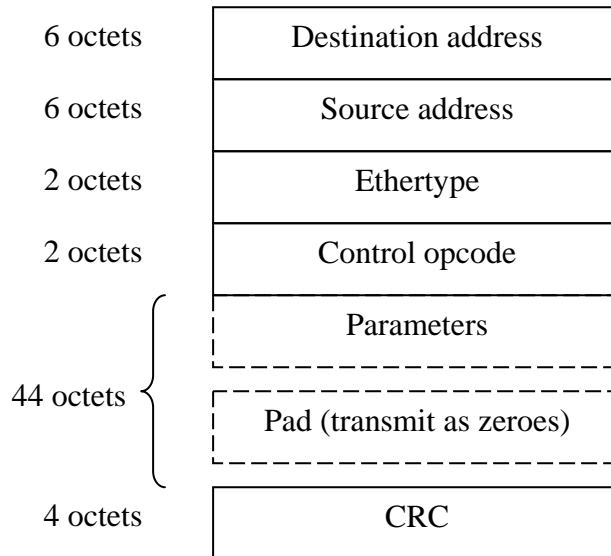 6 octets Destination address
6 octets Source address
2 octets Ethertype
2 octets Control opcode
Parameters
44 octets
Pad (transmit as zeroes)
4 octets CRC